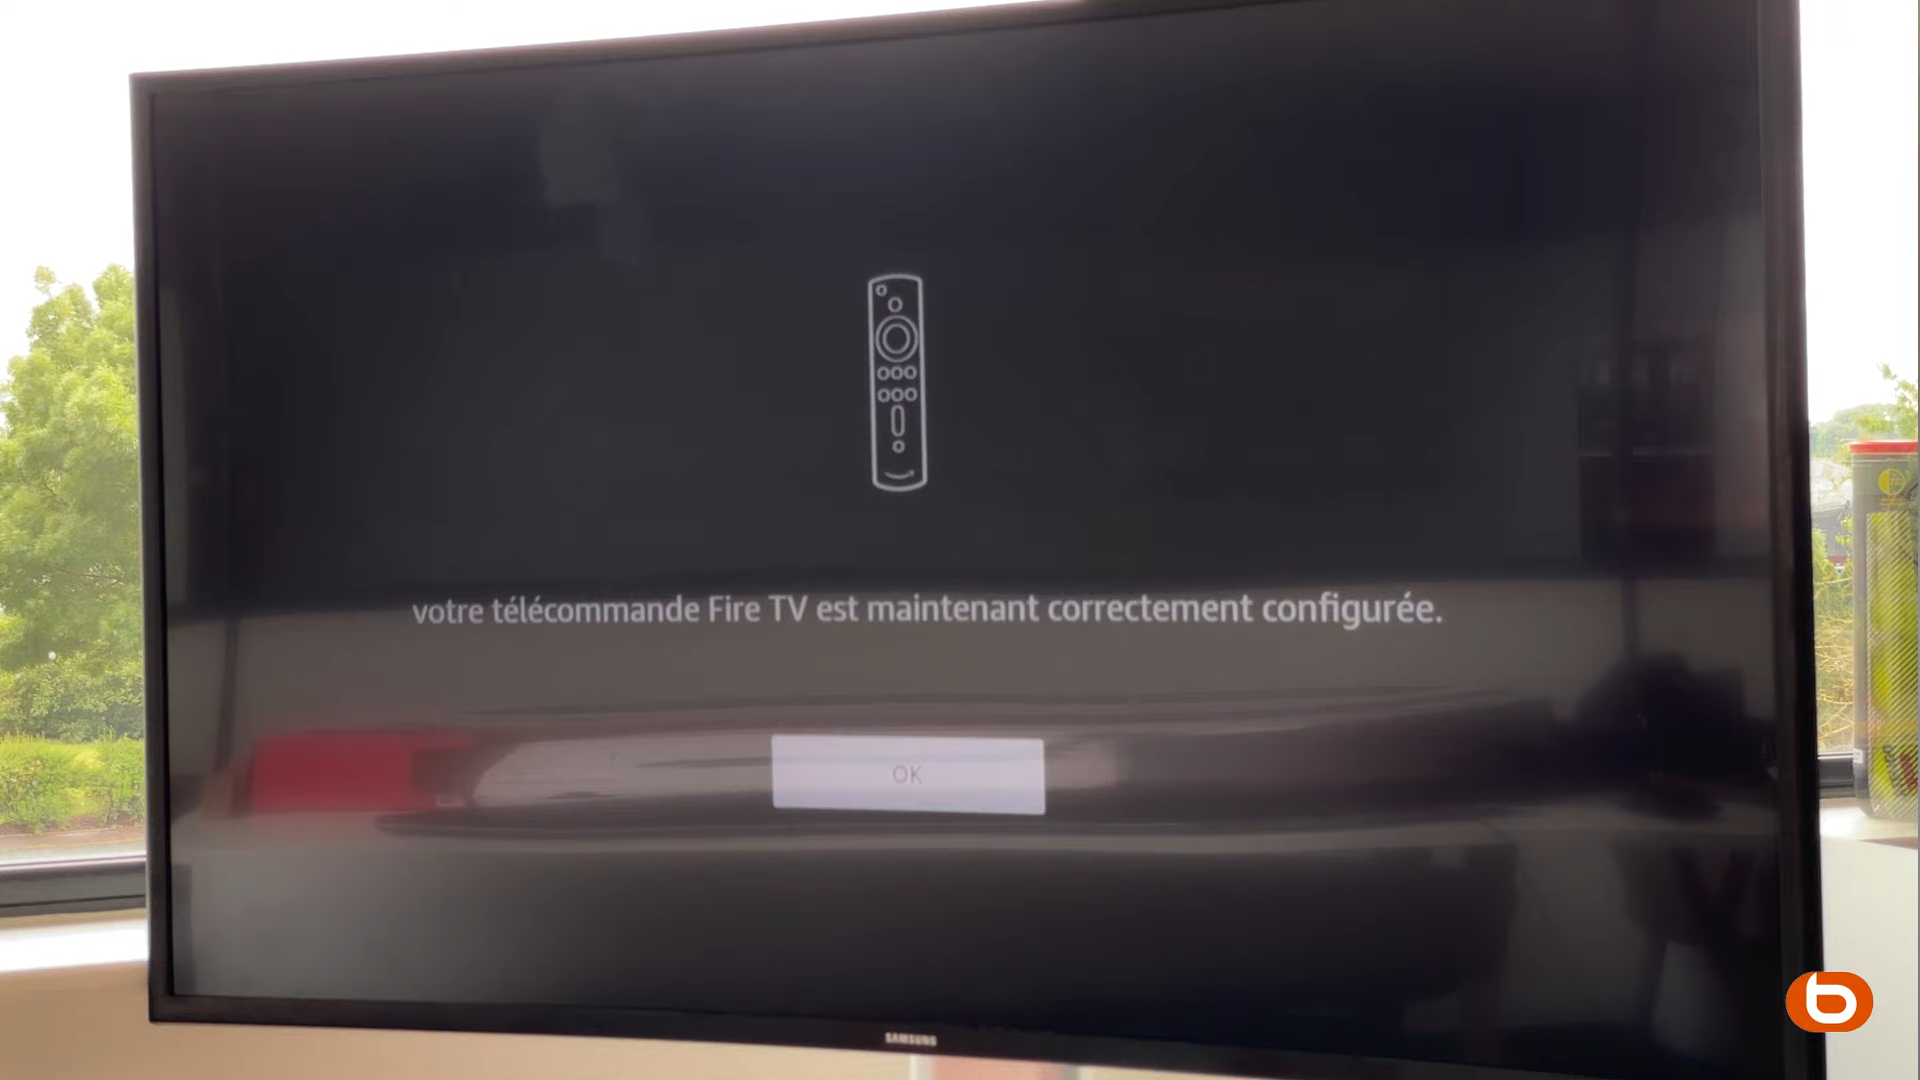 votre télécommande Fire TV est maintenant correctement configurée.
OK
SAMSUNG
b